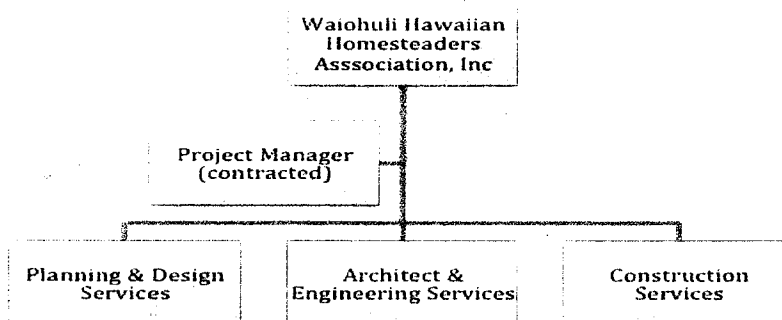 Waiohuli Hawaiian
Homesteaders
Asssociation, Inc
Project Manager
(contracted)
Planning & Design
Services
Architect &
Engineering Services
Construction
Services